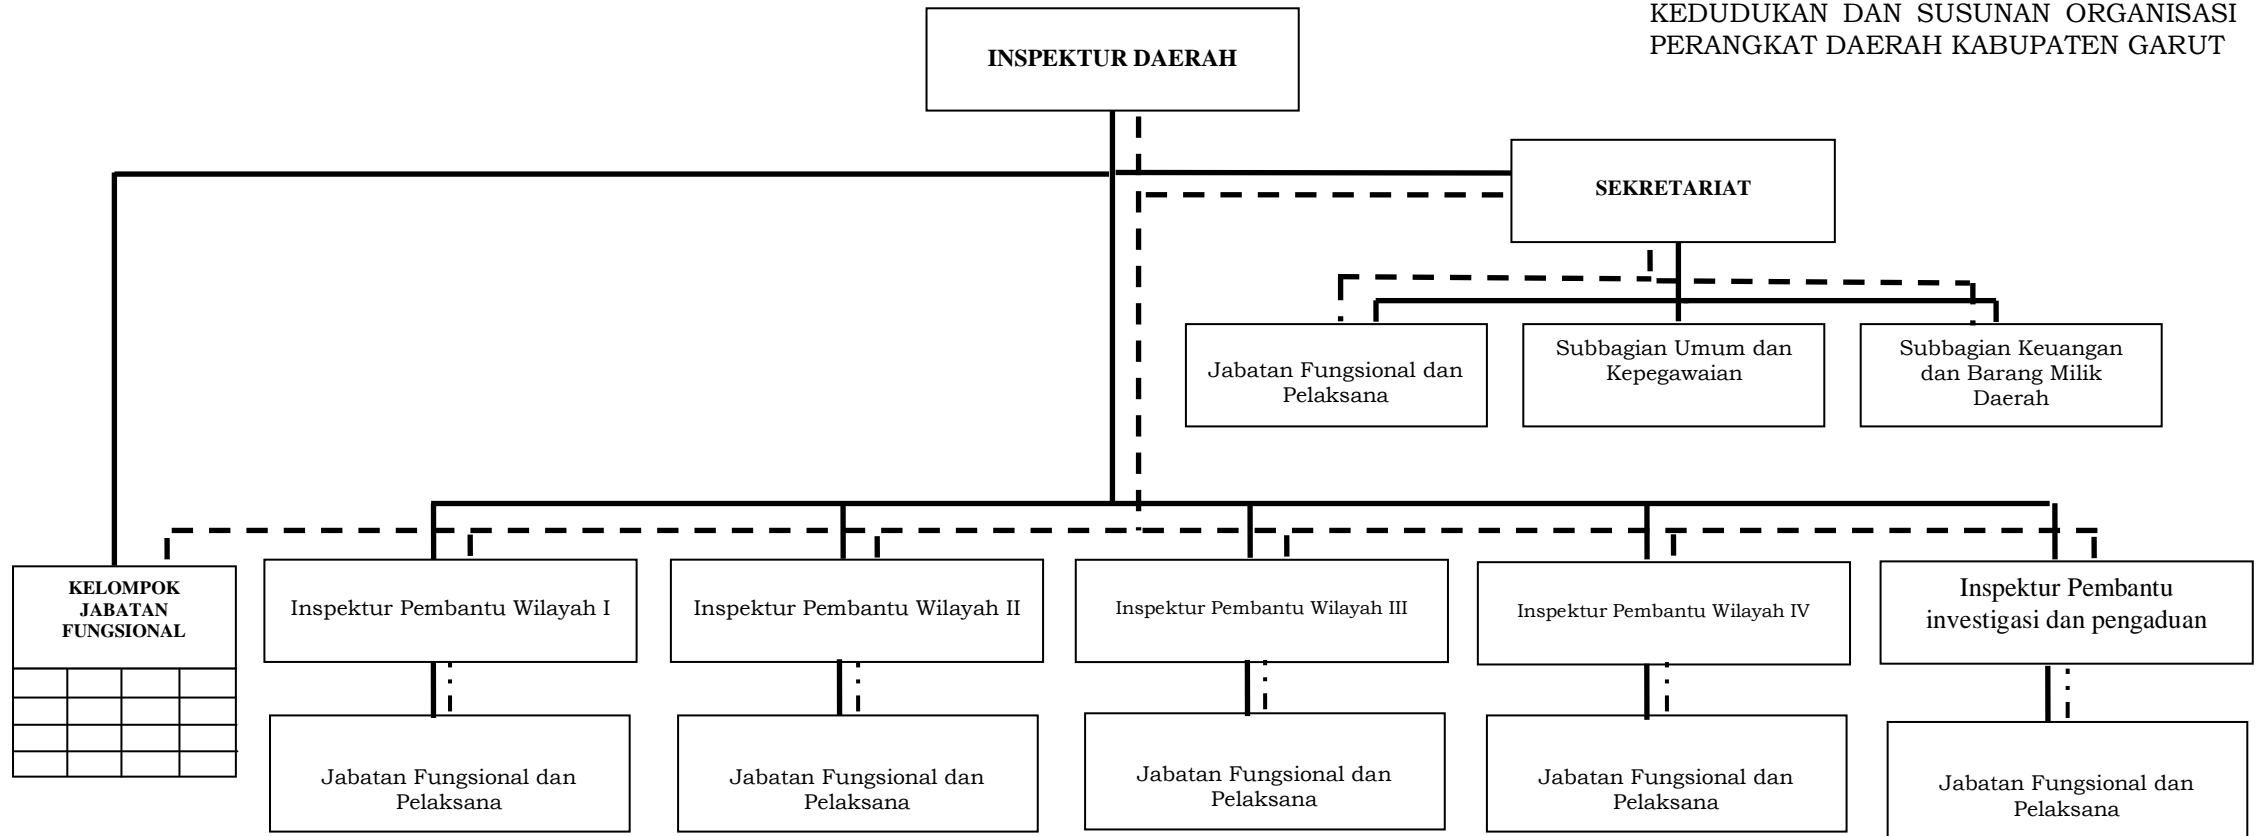 KEDUDUKAN DAN SUSUNAN ORGANISASI
PERANGKAT DAERAH KABUPATEN GARUT
INSPEKTUR DAERAH
SEKRETARIAT
Jabatan Fungsional dan
Pelaksana
Subbagian Umum dan
Kepegawaian
Subbagian Keuangan
dan Barang Milik
Daerah
KELOMPOK
JABATAN
FUNGSIONAL
Inspektur Pembantu Wilayah I
Inspektur Pembantu Wilayah II
Inspektur Pembantu Wilayah III
Inspektur Pembantu Wilayah IV
Inspektur Pembantu
investigasi dan pengaduan
Jabatan Fungsional dan
Pelaksana
Jabatan Fungsional dan
Pelaksana
Jabatan Fungsional dan
Pelaksana
Jabatan Fungsional dan
Pelaksana
Jabatan Fungsional dan
Pelaksana